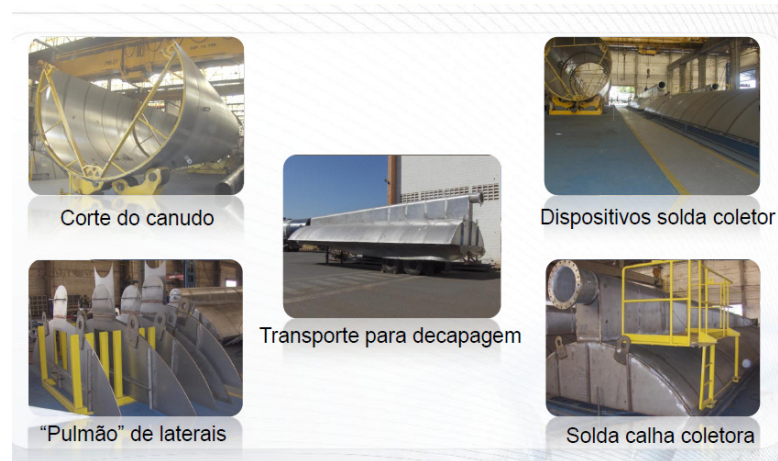 Corte do canudo
Dispositivos solda coletor
Transporte para decapagem
“Pulmão” de laterais
Solda calha coletora